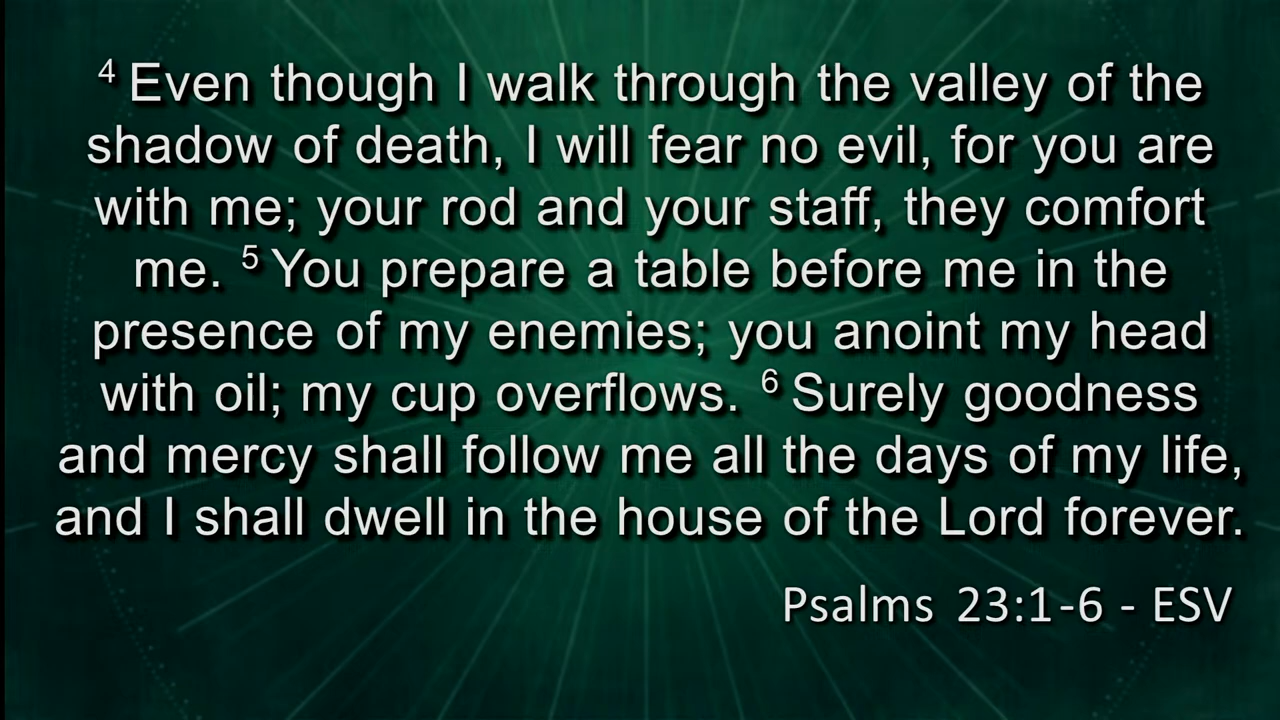 4 Even though I walk through the valley of the
shadow of death, I will fear no evil, for you are
with me; your rod and your staff, they comfort
me. 5 You prepare a table before me in the
presence of my enemies; you anoint my head
with oil; my cup overflows. 6 Surely goodness
and mercy shall follow me all the days of my life,
and I shall dwell in the house of the Lord forever.
Psalms 23:1-6 - ESV